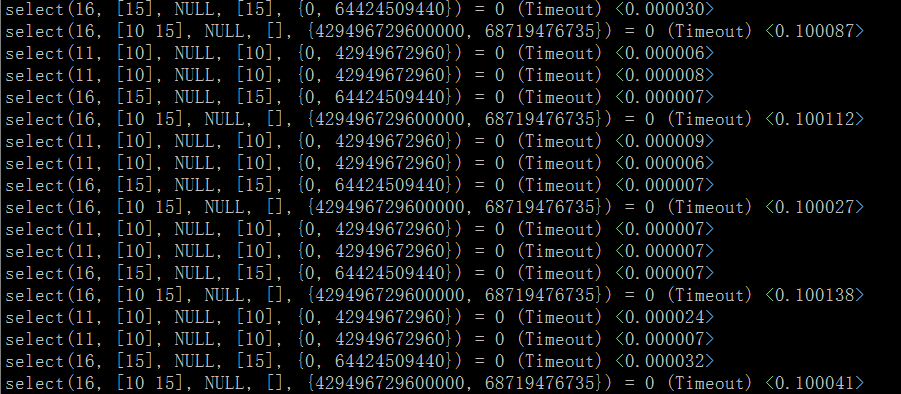 select(16, [15], NULL, [15], {0, 64424509440}) = 0 (Timeout) <0.000030>
select(16, [10 15], NULL, [], {429496729600000, 68719476735}) = 0 (Timeout) <0.100087>
select(11, [10], NULL, [10], {0, 42949672960}) = 0 (Timeout) <0.000006>
select(11, [10], NULL, [10], {0, 42949672960}) = 0 (Timeout) <0.000008>
select(16, [15], NULL, [15], {0, 64424509440}) = 0 (Timeout) <0.000007>
select(16, [10 15], NULL, [], {429496729600000, 68719476735}) = 0 (Timeout) <0.100112>
select(11, [10], NULL, [10], {0, 42949672960}) = 0 (Timeout) <0.000009>
select(11, [10], NULL, [10], {0, 42949672960}) = 0 (Timeout) <0.000006>
select(16, [15], NULL, [15], {0, 64424509440}) = 0 (Timeout) <0.000007>
select(16, [10 15], NULL, [], {429496729600000, 68719476735}) = 0 (Timeout) <0.100027>
select(11, [10], NULL, [10], {0, 42949672960}) = 0 (Timeout) <0.000007>
select(11, [10], NULL, [10], {0, 42949672960}) = 0 (Timeout) <0.000007>
select(16, [15], NULL, [15], {0, 64424509440}) = 0 (Timeout) <0.000007>
select(16, [10 15], NULL, [], {429496729600000, 68719476735}) = 0 (Timeout) <0.100138>
select(11, [10], NULL, [10], {0, 42949672960}) = 0 (Timeout) <0.000024>
select(11, [10], NULL, [10], {0, 42949672960}) = 0 (Timeout) <0.000007>
select(16, [15], NULL, [15], {0, 64424509440}) = 0 (Timeout) <0.000032>
select(16, [10 15], NULL, [], {429496729600000, 68719476735}) = 0 (Timeout) <0.100041>